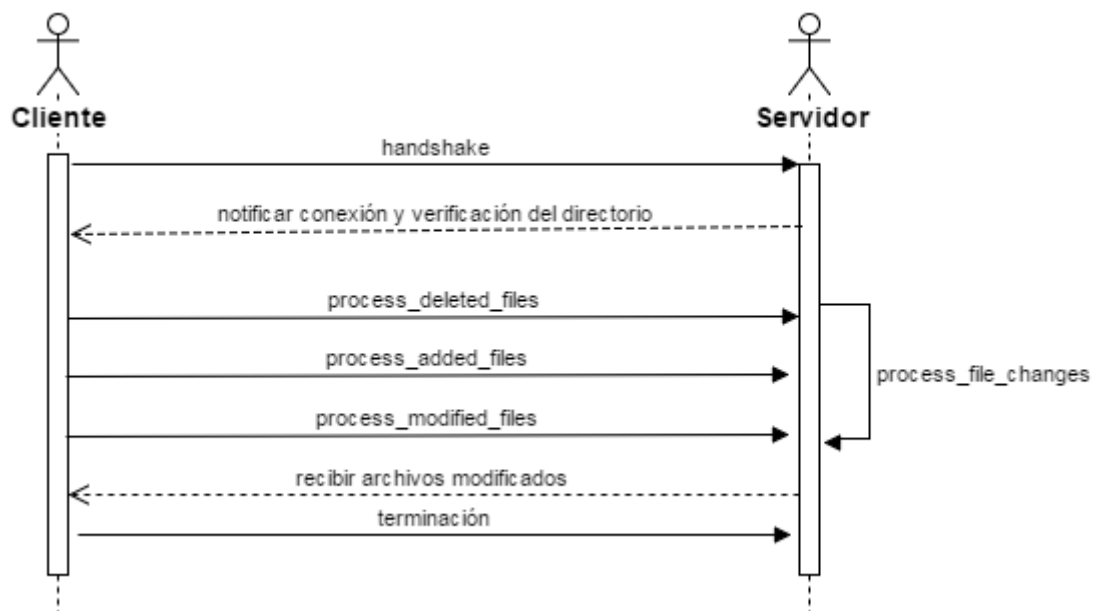 Cliente
Servidor
handshake
notificar conexión y verificación del directorio
process_deleted_files
process_added_files
process_file_changes
process_modified_files
recibir archivos modificados
terminación